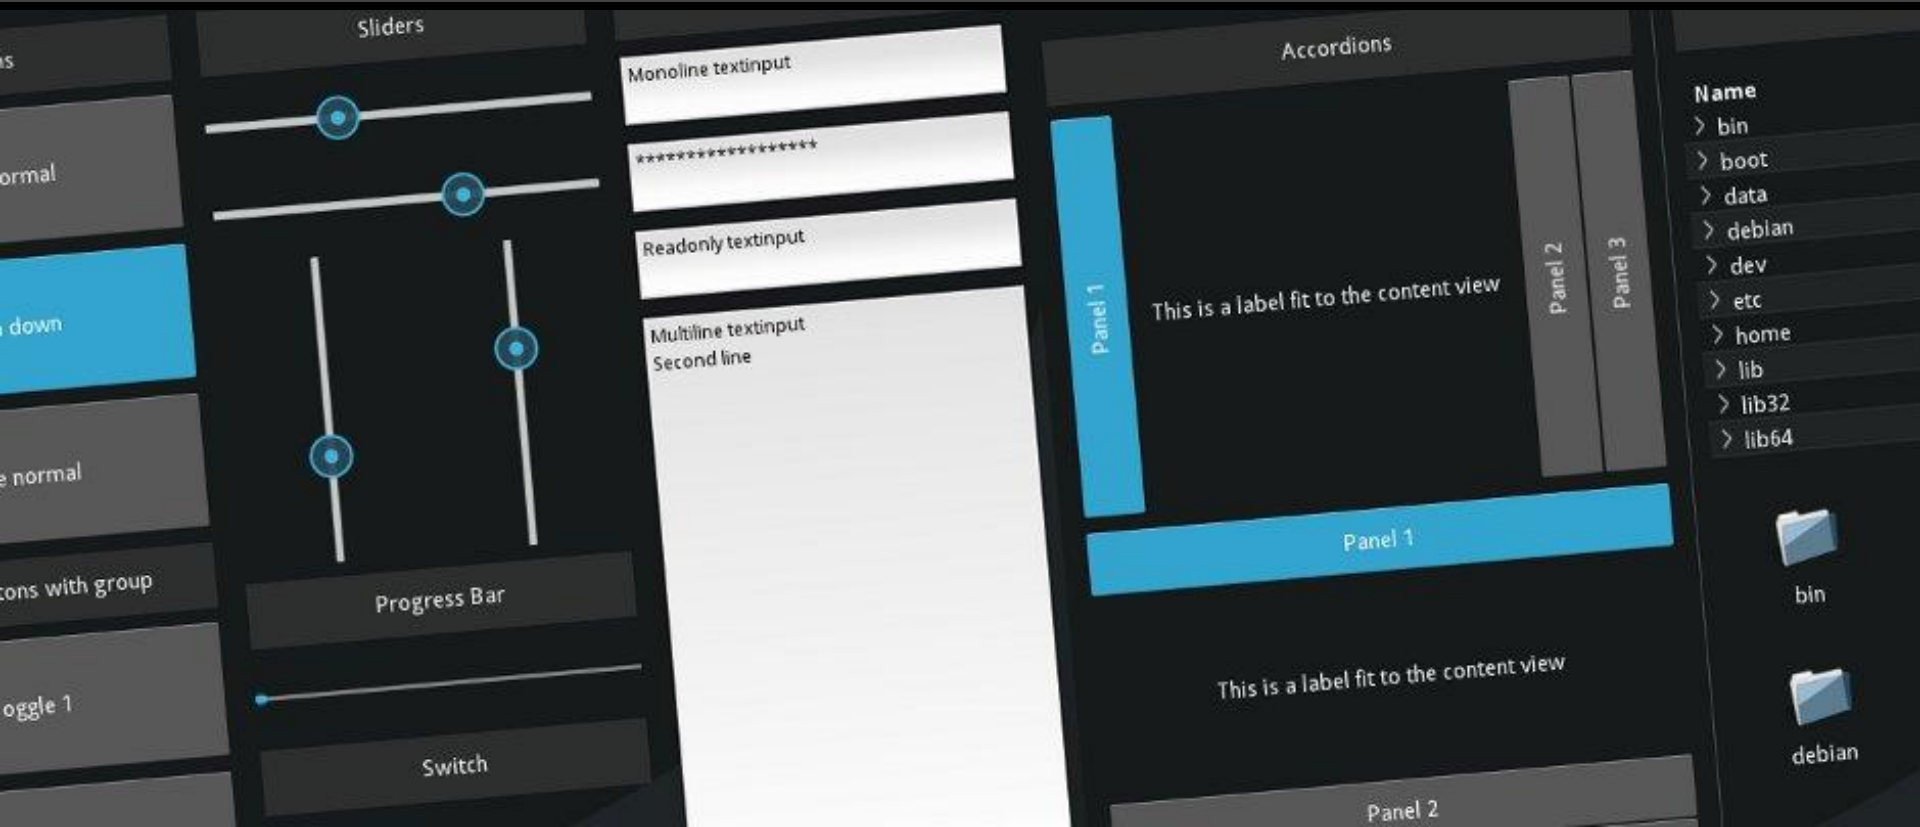 ns
ormal
n down
e normal
tons with group
oggle 1
Sliders
Progress Bar
Switch
Monoline textinput
******************
Readonly textinput
Multiline textinput
Second line
Accordions
Panel 1
This is a label fit to the content view
Panel 2
Panel 3
Panel 1
This is a label fit to the content view
Panel 2
Name
bin
boot
data
debian
dev
etc
home
lib
lib32
lib64
bin
debian